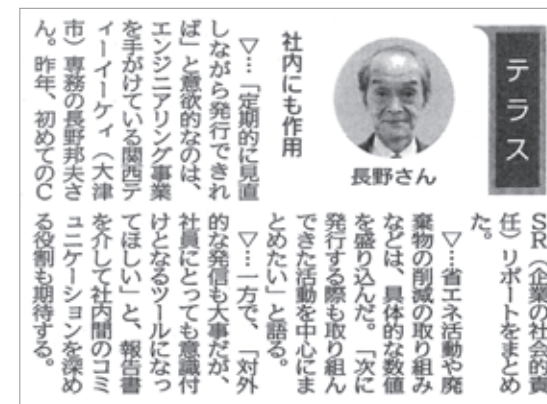 テラス
長野さん
社内にも作用
▽…「定期的に見直
しながら発行できれ
ば」と意欲的なのは、
エンジニアリング事業
を手がけている関西テ
ィーイーケィ（大津
市）専務の長野邦夫さ
ん。昨年、初めてのC
SR（企業の社会的責
任）リポートをまとめ
た。
▽…省エネ活動や廃
棄物の削減の取り組み
などは、具体的な数値
を盛り込んだ。「次に
発行する際も取り組ん
できた活動を中心にま
とめたい」と語る。
▽…一方で、「対外
的な発信も大事だが、
社員にとっても意識付
けとなるツールになっ
てほしい」と、報告書
を介して社内間のコミ
ュニケーションを深め
る役割も期待する。